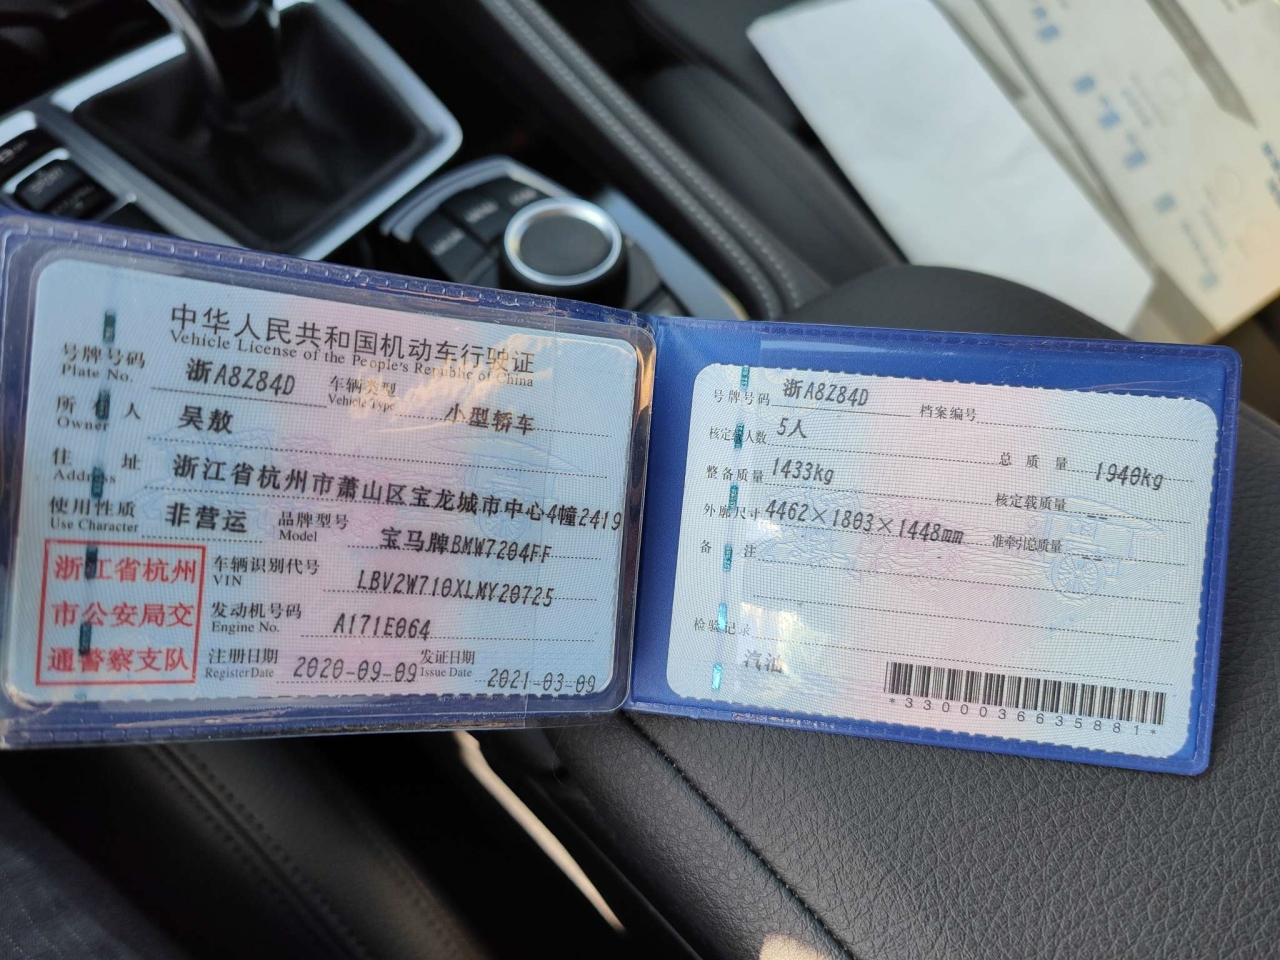 中华人民共和国机动车行驶证
Vehicle License of the People's Republic of China
号牌号码 浙A8Z84D 车辆类型 小型轿车
Plate No. Vehicle Type
所有人 吴敖
Owner
住址 浙江省杭州市萧山区宝龙城市中心4幢2419
Address
使用性质 非营运 品牌型号 宝马牌BMW7204FF
Use Character Model
浙江省杭州
市公安局交
通警察支队
车辆识别代号 LBV2W710XLMY20725
VIN
发动机号码 A171E064
Engine No.
注册日期 2020-09-09 发证日期 2021-03-09
Register Date Issue Date
号牌号码 浙A8Z84D 档案编号
核定载人数 5人 总质量 1940kg
整备质量 1433kg 核定载质量 --
外廓尺寸 4462×1803×1448mm 准牵引总质量 --
备注
检验记录
汽油
*3300036635881*